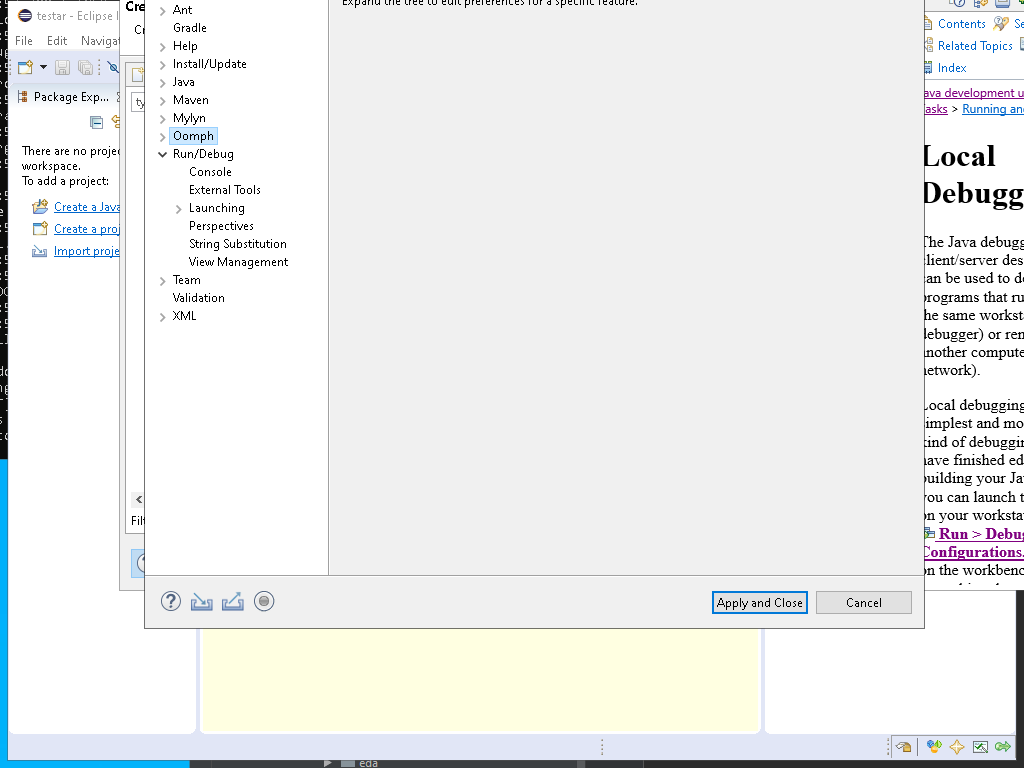 testar - Eclipse I
File Edit Navigat
Package Exp...
There are no proje
workspace.
To add a project:
Create a Java
Create a proj
Import proje
Cre
Cr
ty
Filt
Ant
Gradle
Help
Install/Update
Java
Maven
Mylyn
Oomph
Run/Debug
Console
External Tools
Launching
Perspectives
String Substitution
View Management
Team
Validation
XML
Expand the tree to edit preferences for a specific feature.
Apply and Close
Cancel
Contents Se
Related Topics
Index
ava development u
asks > Running and
Local
Debugg
The Java debugg
client/server des
can be used to de
programs that ru
he same worksta
debugger) or ren
another compute
network).
Local debugging
simplest and mo
kind of debuggin
have finished ed
building your Jav
you can launch t
on your workstat
Run > Debug
Configurations.
on the workbenc
eda